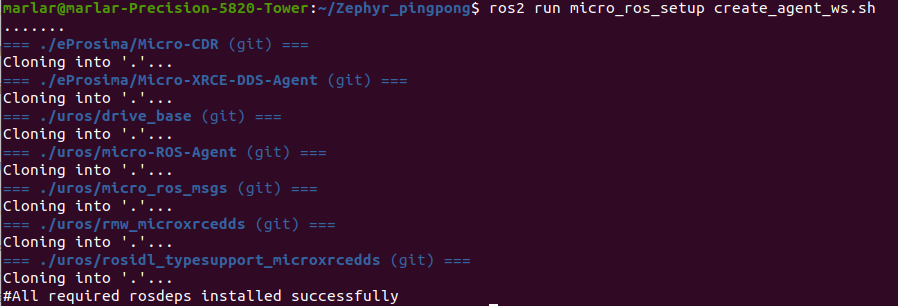 marlar@marlar-Precision-5820-Tower:~/Zephyr_pingpong$ ros2 run micro_ros_setup create_agent_ws.sh
.......
=== ./eProsima/Micro-CDR (git) ===
Cloning into '.'...
=== ./eProsima/Micro-XRCE-DDS-Agent (git) ===
Cloning into '.'...
=== ./uros/drive_base (git) ===
Cloning into '.'...
=== ./uros/micro-ROS-Agent (git) ===
Cloning into '.'...
=== ./uros/micro_ros_msgs (git) ===
Cloning into '.'...
=== ./uros/rmw_microxrcedds (git) ===
Cloning into '.'...
=== ./uros/rosidl_typesupport_microxrcedds (git) ===
Cloning into '.'...
#All required rosdeps installed successfully